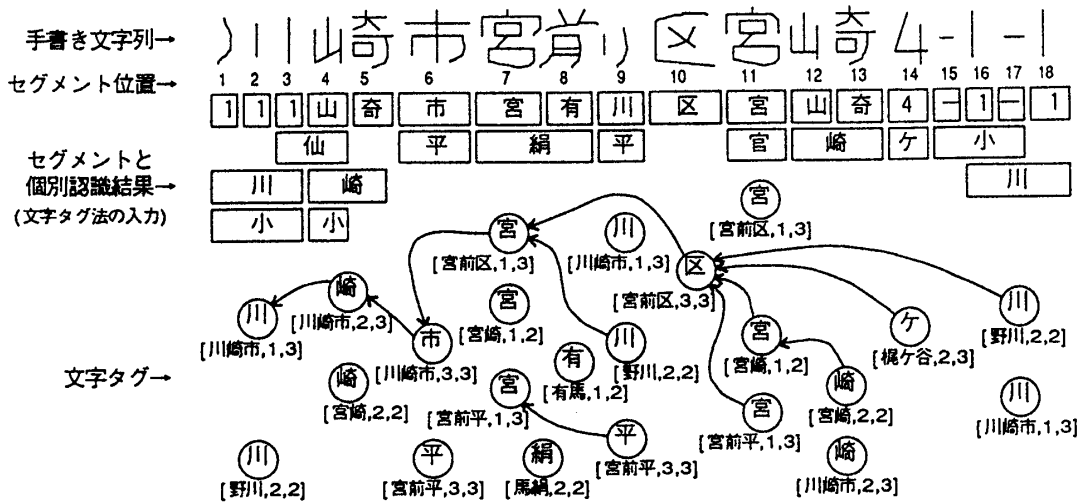 手書き文字列→ 川崎市宮前区宮崎4-1-1
セグメント位置→ 1 2 3 4 5 6 7 8 9 10 11 12 13 14 15 16 17 18
1 1 1 山 奇 市 宮 有 川 区 宮 山 奇 4 一 1 一 1
仙 平 絹 平 官 崎 ケ 小
セグメントと
個別認識結果→ 川 崎 川
(文字タグ法の入力) 小 小
宮
[宮前区,1,3]
宮
[宮前区,1,3]
川
[川崎市,1,3]
区
[宮前区,3,3]
崎
[川崎市,2,3]
川
[川崎市,1,3]
宮
[宮崎,1,2]
市
[川崎市,3,3]
川
[野川,2,2]
宮
[宮崎,1,2]
ケ
[梶ケ谷,2,3]
川
[野川,2,2]
文字タグ→
崎
[宮崎,2,2]
有
[有馬,1,2]
宮
[宮前平,1,3]
崎
[宮崎,2,2]
宮
[宮前平,1,3]
川
[川崎市,1,3]
川
[野川,2,2]
平
[宮前平,3,3]
絹
[馬絹,2,2]
平
[宮前平,3,3]
崎
[川崎市,2,3]